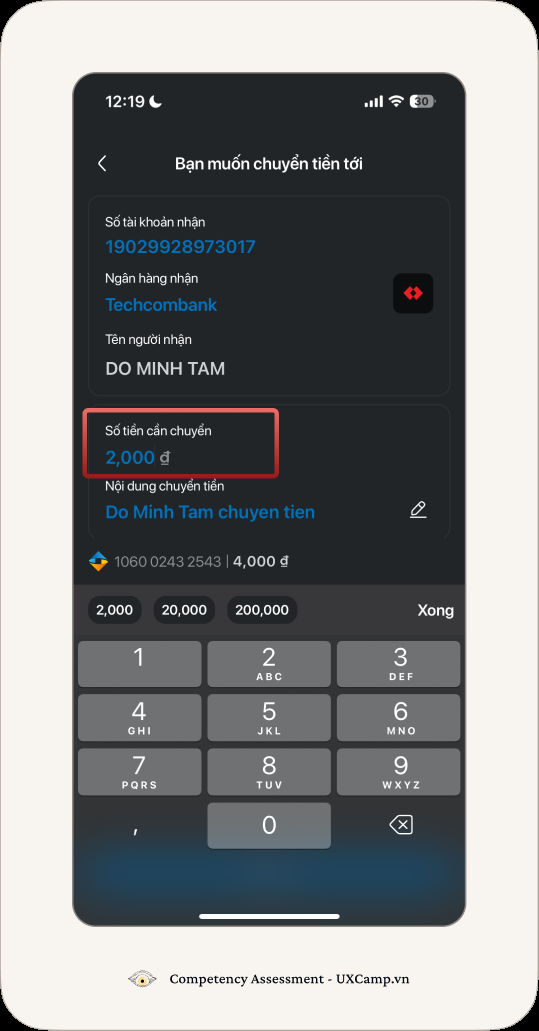 12:19
30
Bạn muốn chuyển tiền tới
Số tài khoản nhận
19029928973017
Ngân hàng nhận
Techcombank
Tên người nhận
DO MINH TAM
Số tiền cần chuyển
2,000 ₫
Nội dung chuyển tiền
Do Minh Tam chuyen tien
1060 0243 2543 | 4,000 ₫
2,000 20,000 200,000 Xong
1 2 3
ABC DEF
4 5 6
GHI JKL MNO
7 8 9
PQRS TUV WXYZ
, 0
Competency Assessment - UXCamp.vn